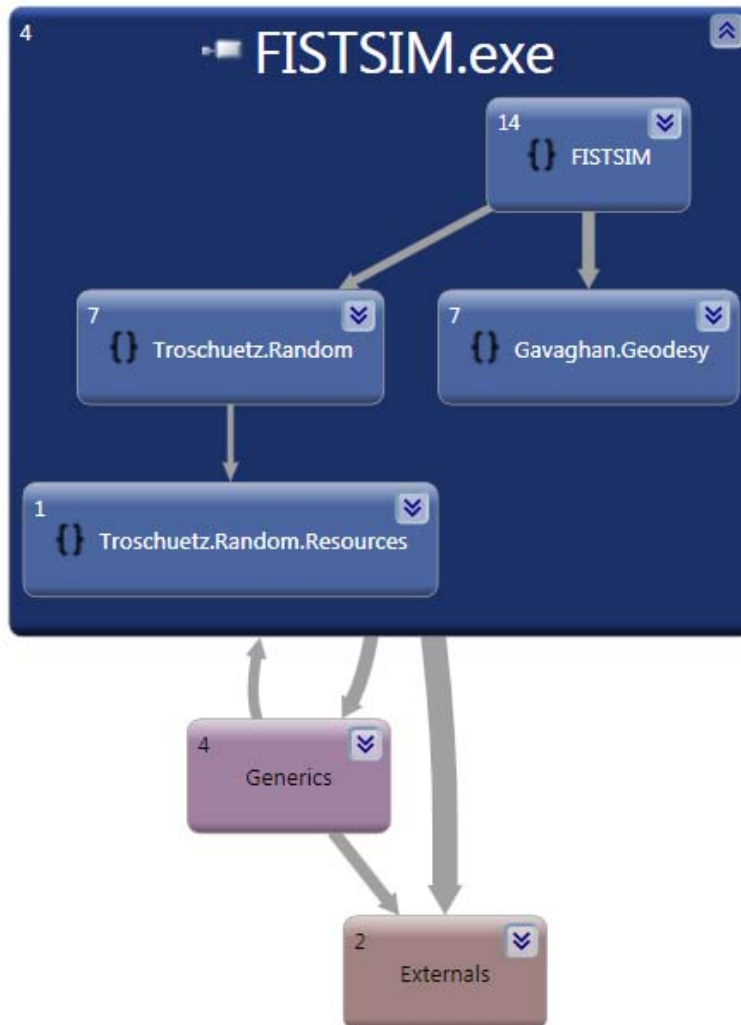 4
FISTSIM.exe
14
{} FISTSIM
7
{} Troschuetz.Random
7
{} Gavaghan.Geodesy
1
{} Troschuetz.Random.Resources
4
Generics
2
Externals